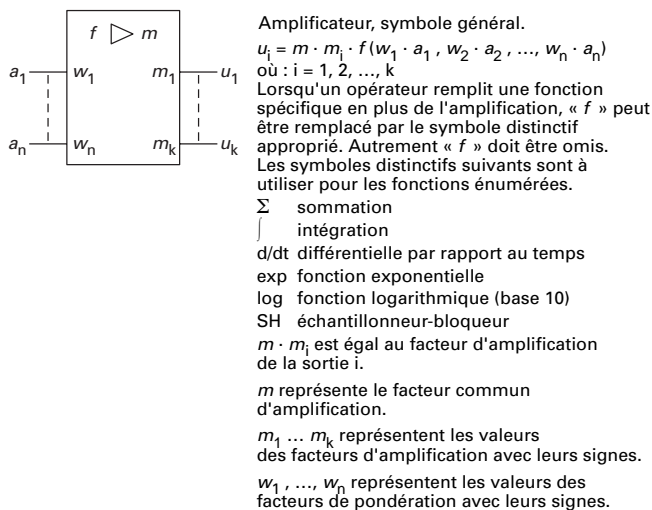 f ▷ m
a1 w1 m1 u1
an wn mk uk
Amplificateur, symbole général.
ui = m · mi · f (w1 · a1 , w2 · a2 , ..., wn · an)
où : i = 1, 2, ..., k
Lorsqu'un opérateur remplit une fonction
spécifique en plus de l'amplification, « f » peut
être remplacé par le symbole distinctif
approprié. Autrement « f » doit être omis.
Les symboles distinctifs suivants sont à
utiliser pour les fonctions énumérées.
Σ sommation
∫ intégration
d/dt différentielle par rapport au temps
exp fonction exponentielle
log fonction logarithmique (base 10)
SH échantillonneur-bloqueur
m · mi est égal au facteur d'amplification
de la sortie i.
m représente le facteur commun
d'amplification.
m1 ... mk représentent les valeurs
des facteurs d'amplification avec leurs signes.
w1 , ..., wn représentent les valeurs des
facteurs de pondération avec leurs signes.